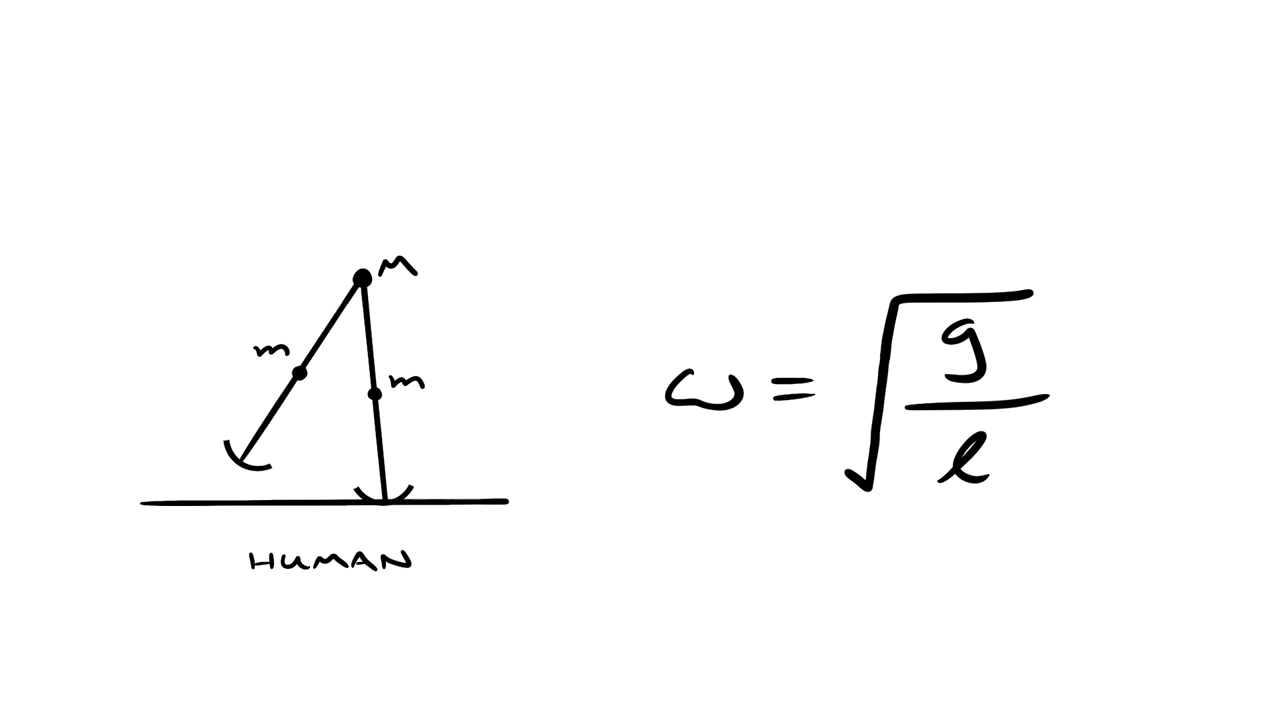 M
m
m
HUMAN
ω = √(g/l)